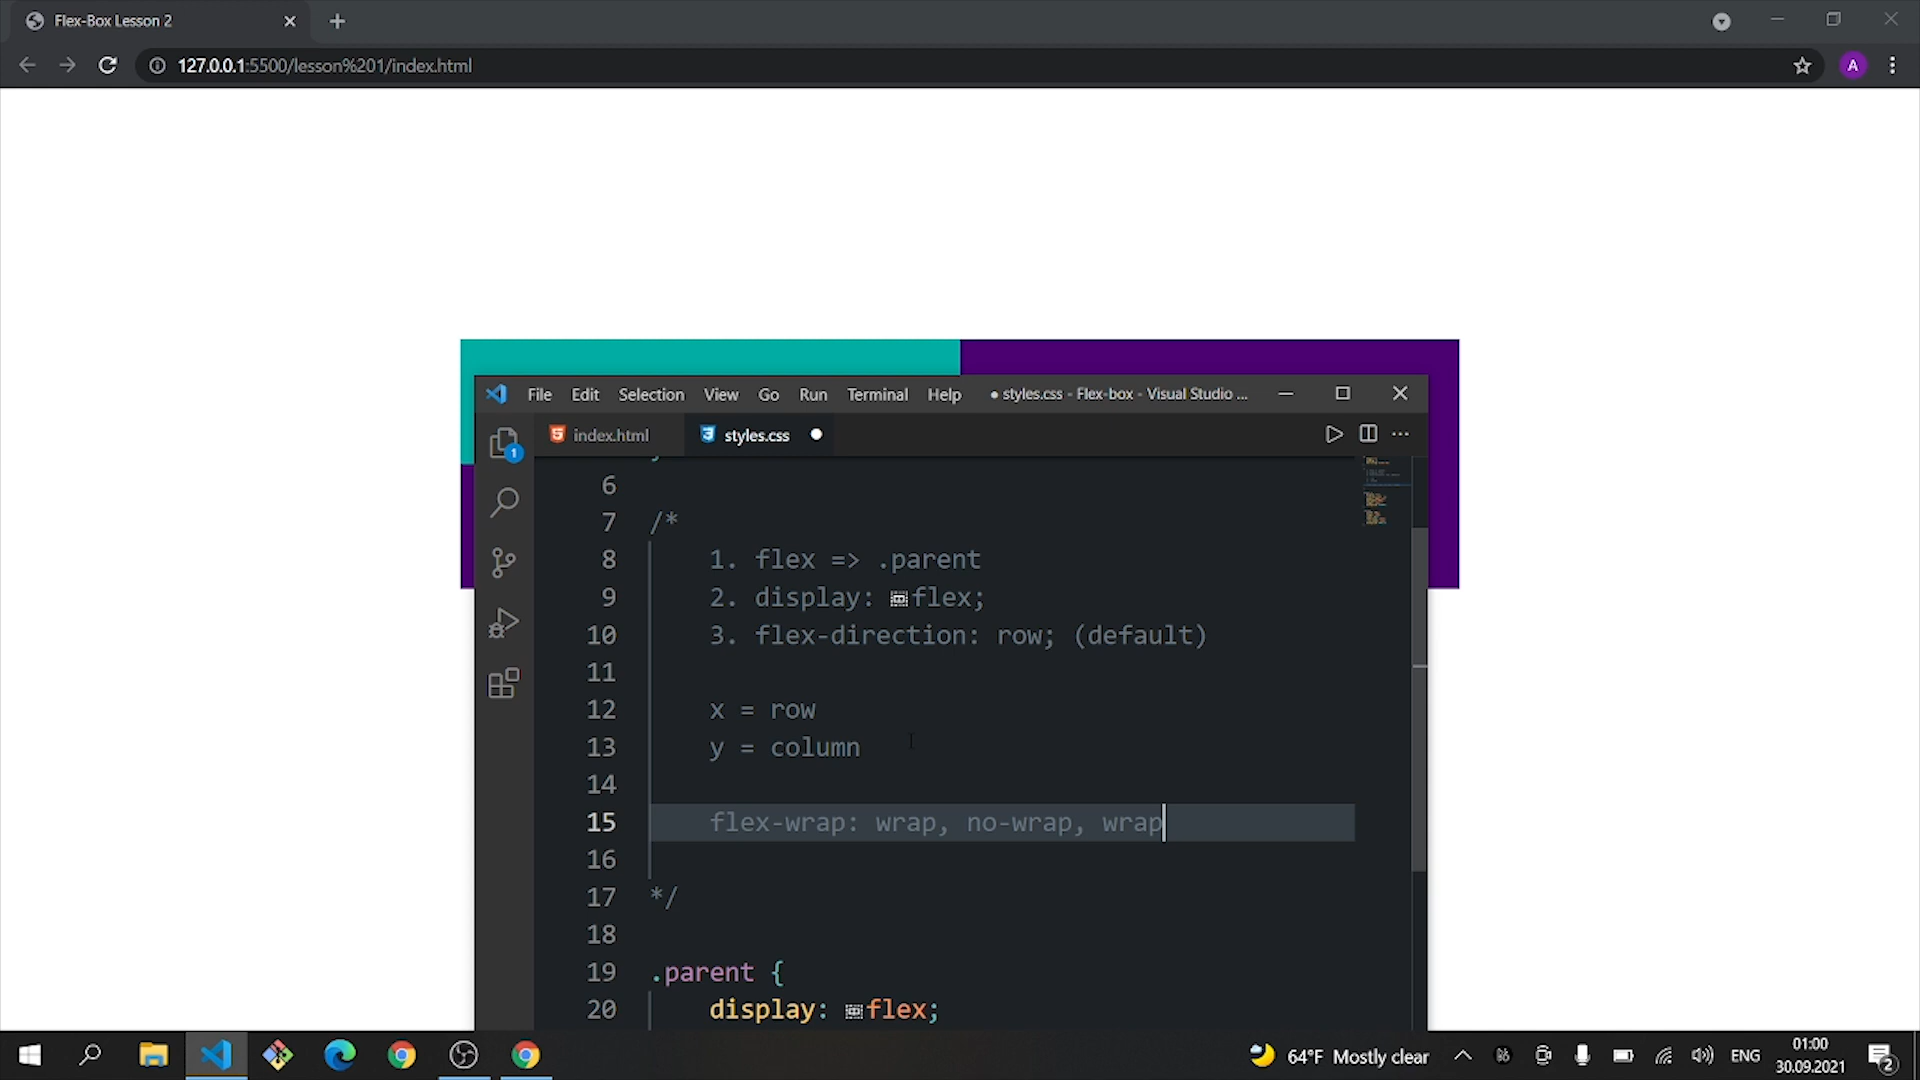 Flex-Box Lesson 2
127.0.0.1:5500/lesson%201/index.html
A
File Edit Selection View Go Run Terminal Help ● styles.css - Flex-box - Visual Studio ...
index.html styles.css
1
6
7 /*
8 1. flex => .parent
9 2. display: flex;
10 3. flex-direction: row; (default)
11
12 x = row
13 y = column
14
15 flex-wrap: wrap, no-wrap, wrap
16
17 */
18
19 .parent {
20 display: flex;
64°F Mostly clear
ENG
01:00
30.09.2021
2